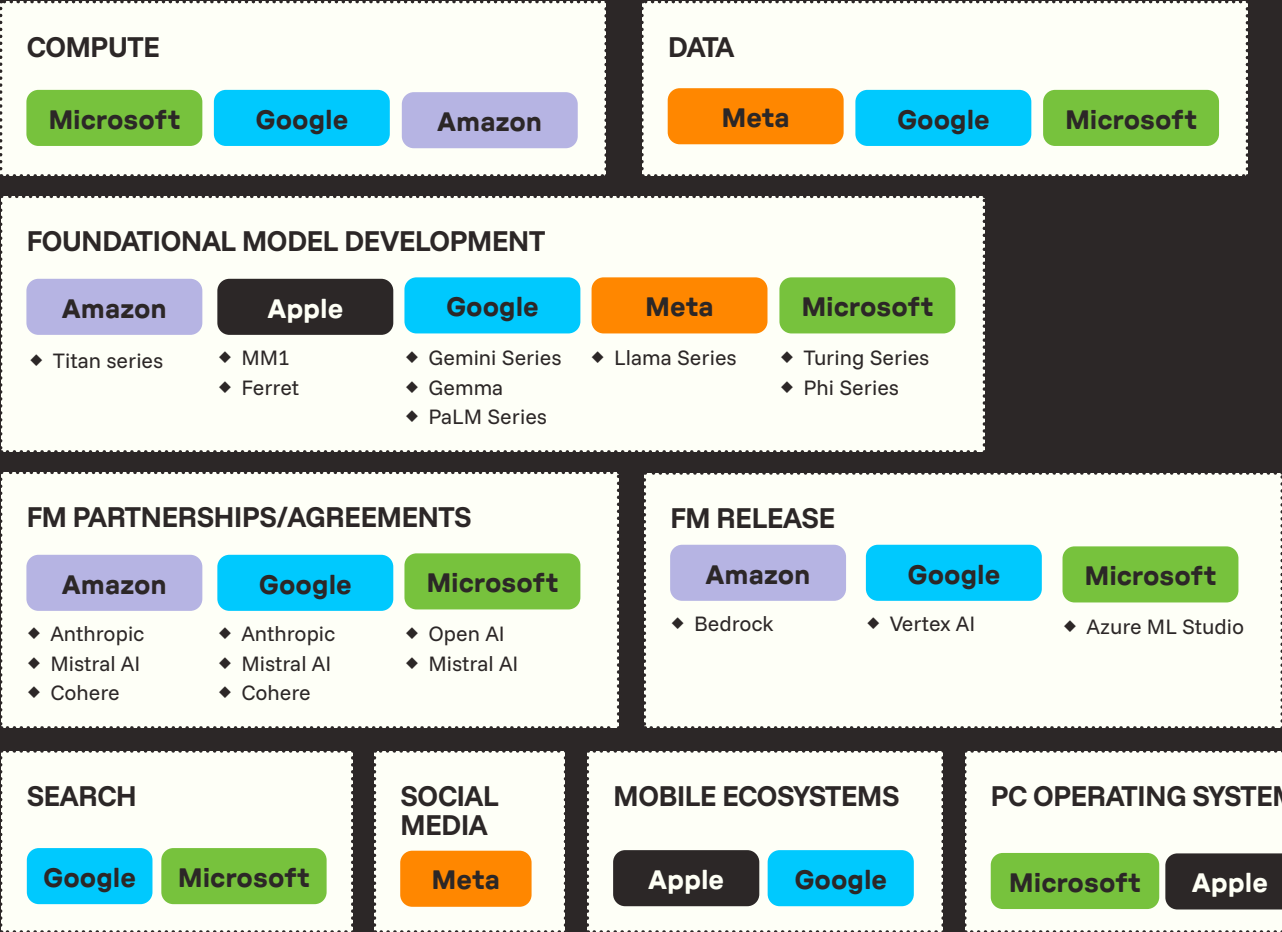 COMPUTE
Microsoft Google Amazon
DATA
Meta Google Microsoft
FOUNDATIONAL MODEL DEVELOPMENT
Amazon Apple Google Meta Microsoft
◆ Titan series
◆ MM1
◆ Ferret
◆ Gemini Series
◆ Gemma
◆ PaLM Series
◆ Llama Series
◆ Turing Series
◆ Phi Series
FM PARTNERSHIPS/AGREEMENTS
Amazon Google Microsoft
◆ Anthropic
◆ Mistral AI
◆ Cohere
◆ Anthropic
◆ Mistral AI
◆ Cohere
◆ Open AI
◆ Mistral AI
FM RELEASE
Amazon Google Microsoft
◆ Bedrock
◆ Vertex AI
◆ Azure ML Studio
SEARCH
Google Microsoft
SOCIAL
MEDIA
Meta
MOBILE ECOSYSTEMS
Apple Google
PC OPERATING
Microsoft Apple